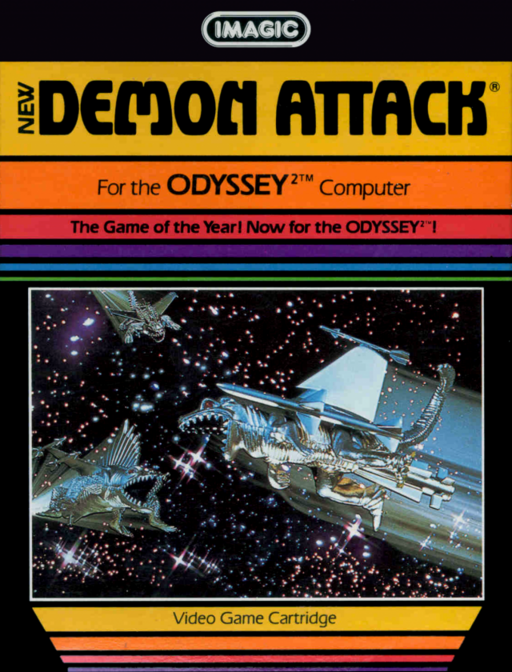 IMAGIC
NEW DEMON ATTACK®
For the ODYSSEY²™ Computer
The Game of the Year! Now for the ODYSSEY²™!
Video Game Cartridge